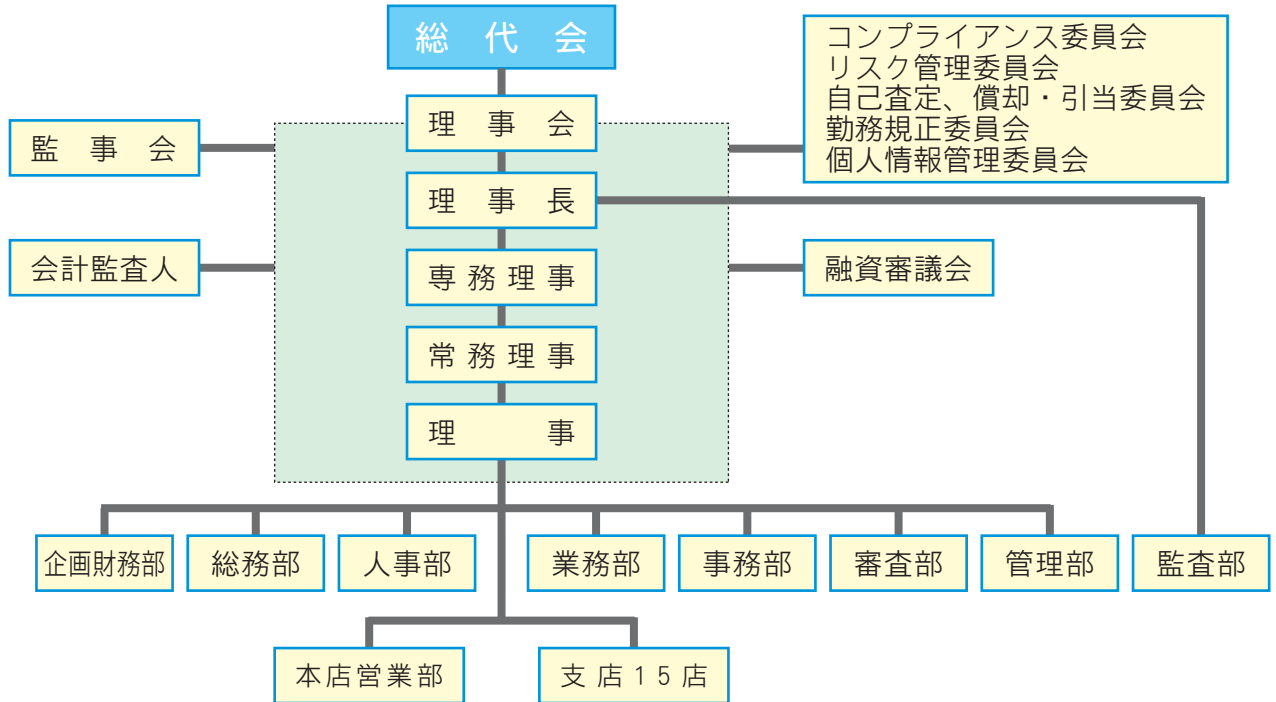 総代会
コンプライアンス委員会
リスク管理委員会
自己査定、償却・引当委員会
勤務規正委員会
個人情報管理委員会
理事会
監事会
理事長
会計監査人
専務理事
融資審議会
常務理事
理事
企画財務部
総務部
人事部
業務部
事務部
審査部
管理部
監査部
本店営業部
支店15店